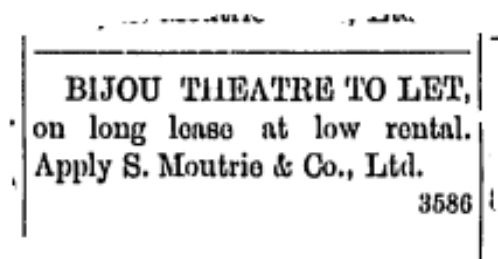 BIJOU THEATRE TO LET,
on long lease at low rental.
Apply S. Moutrie & Co., Ltd.
3586